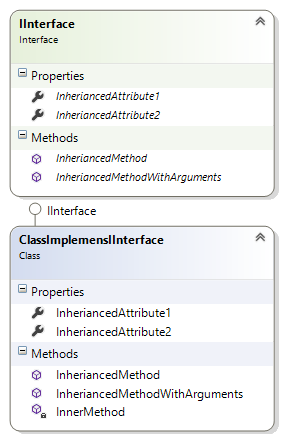 IInterface
Interface
Properties
InheriancedAttribute1
InheriancedAttribute2
Methods
InheriancedMethod
InheriancedMethodWithArguments
IInterface
ClassImplemensIInterface
Class
Properties
InheriancedAttribute1
InheriancedAttribute2
Methods
InheriancedMethod
InheriancedMethodWithArguments
InnerMethod